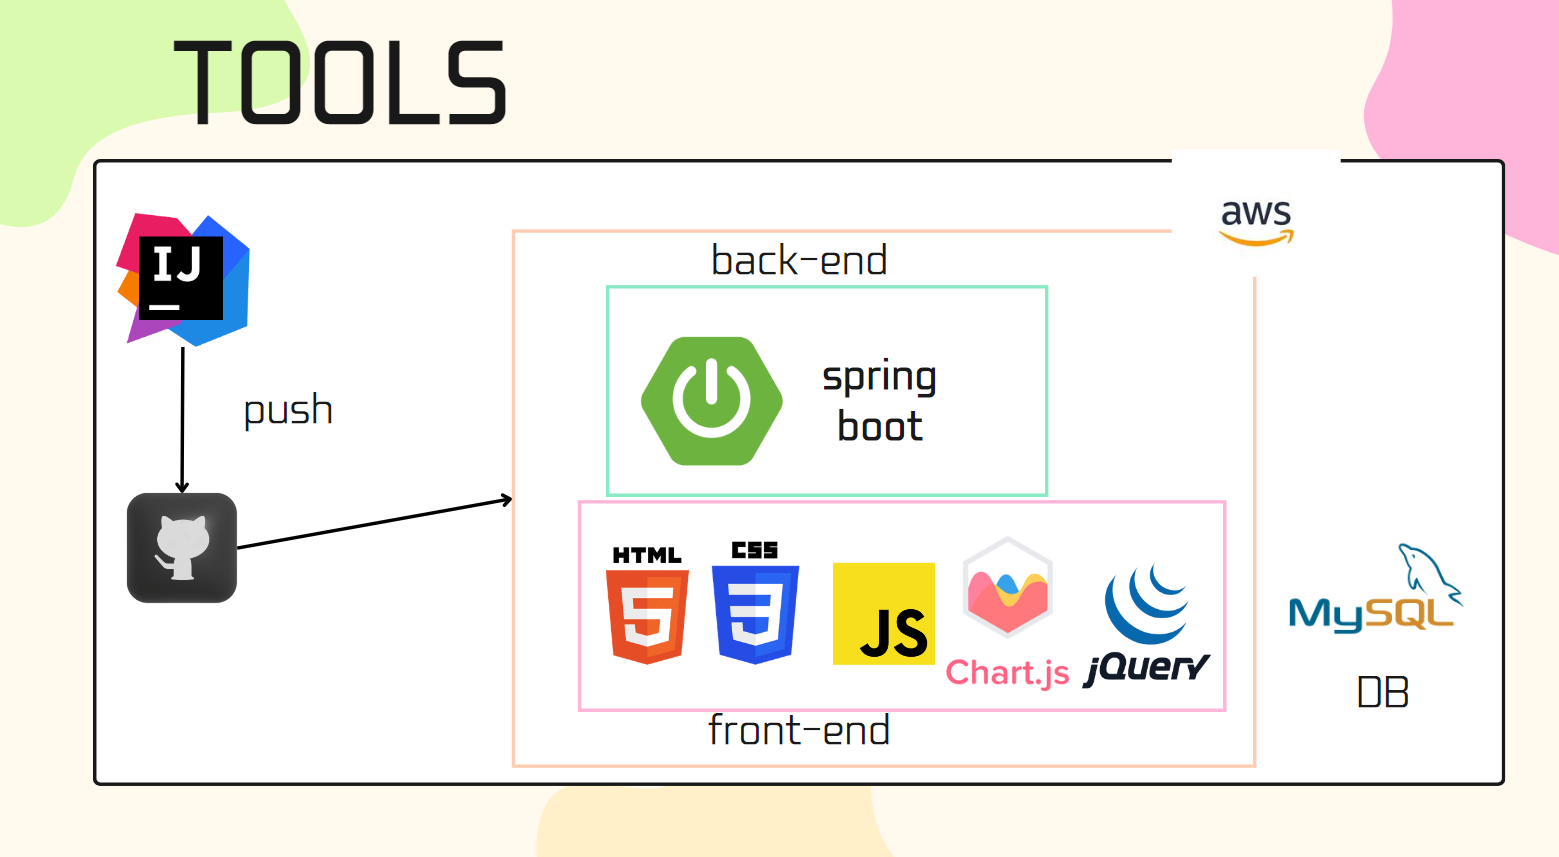 TOOLS
aws
IJ
back-end
spring
boot
push
HTML
CSS
JS
Chart.js
jQuery
MySQL
DB
front-end